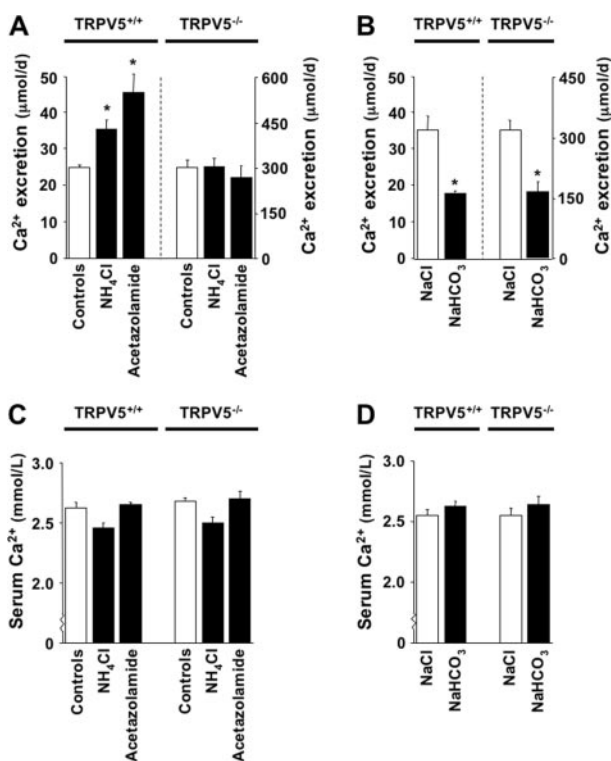 A
TRPV5+/+
TRPV5-/-
Ca2+ excretion (μmol/d)
50
40
30
20
10
0
*
*
600
450
300
150
0
Ca2+ excretion (μmol/d)
Controls
NH4Cl
Acetazolamide
Controls
NH4Cl
Acetazolamide
B
TRPV5+/+
TRPV5-/-
Ca2+ excretion (μmol/d)
50
40
30
20
10
0
*
*
450
300
150
0
Ca2+ excretion (μmol/d)
NaCl
NaHCO3
NaCl
NaHCO3
C
TRPV5+/+
TRPV5-/-
Serum Ca2+ (mmol/L)
3.0
2.5
2.0
0
Controls
NH4Cl
Acetazolamide
Controls
NH4Cl
Acetazolamide
D
TRPV5+/+
TRPV5-/-
Serum Ca2+ (mmol/L)
3.0
2.5
2.0
0
NaCl
NaHCO3
NaCl
NaHCO3